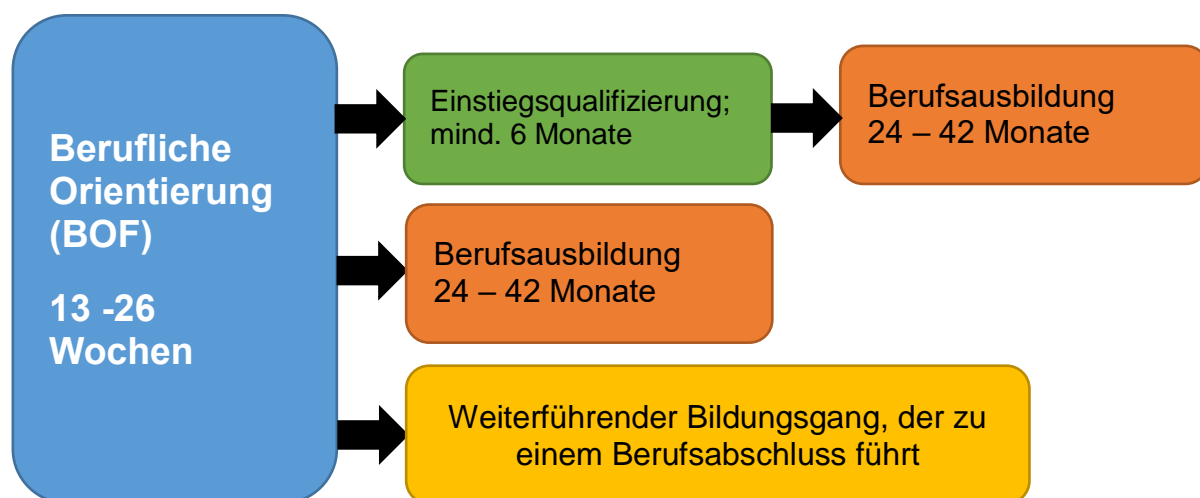 Berufliche
Orientierung
(BOF)
13 -26
Wochen
Einstiegsqualifizierung;
mind. 6 Monate
Berufsausbildung
24 – 42 Monate
Berufsausbildung
24 – 42 Monate
Weiterführender Bildungsgang, der zu
einem Berufsabschluss führt